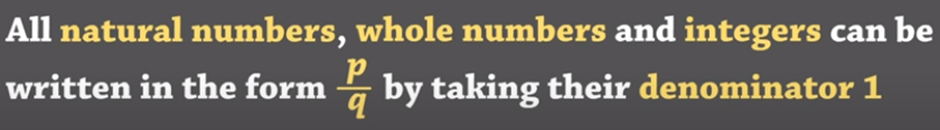 All natural numbers, whole numbers and integers can be
written in the form p/q by taking their denominator 1